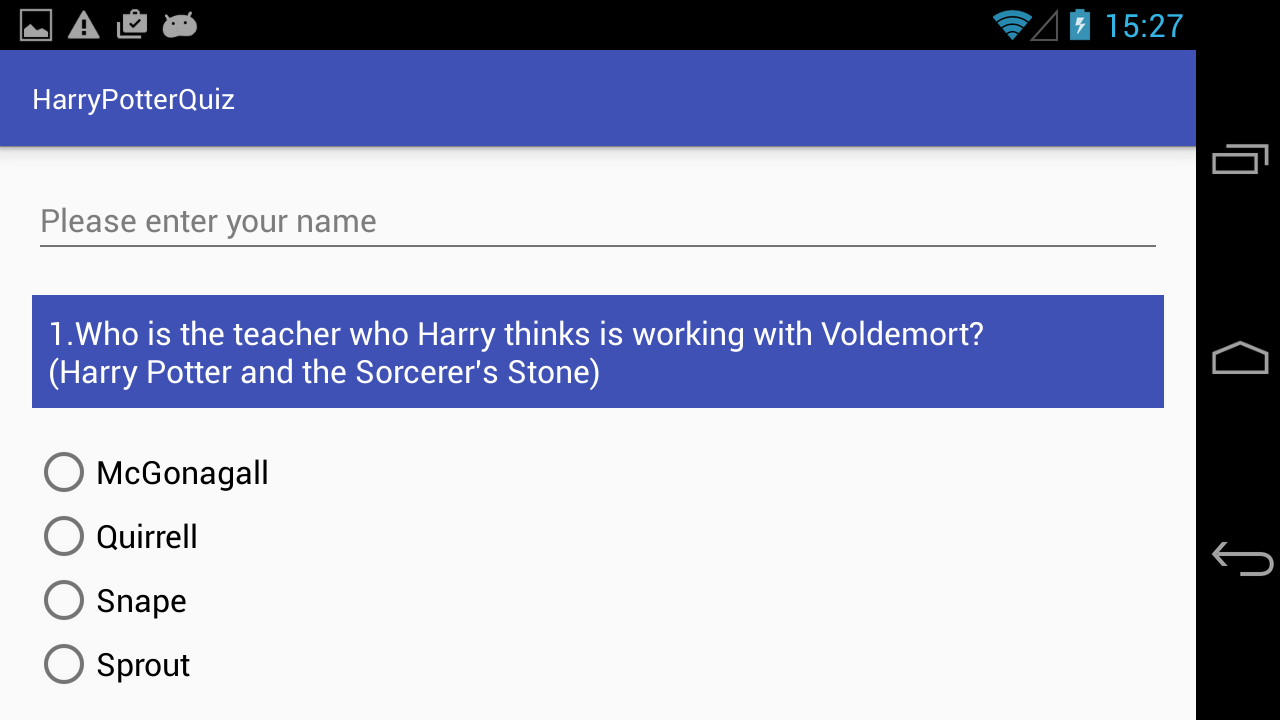 15:27
HarryPotterQuiz
Please enter your name
1.Who is the teacher who Harry thinks is working with Voldemort?
(Harry Potter and the Sorcerer's Stone)
McGonagall
Quirrell
Snape
Sprout